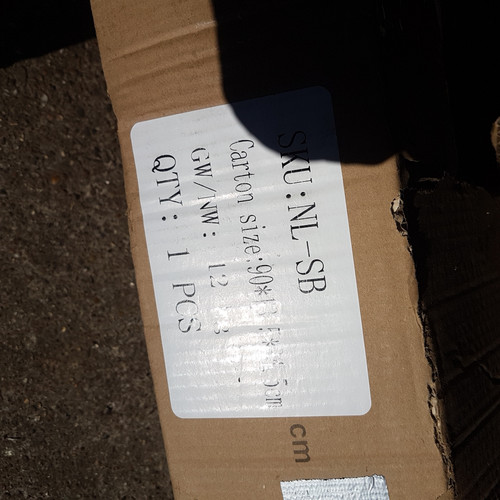 SKU:NL-SB
Carton size:90*
GW/NW: 12
QTY: 1 PCS
cm